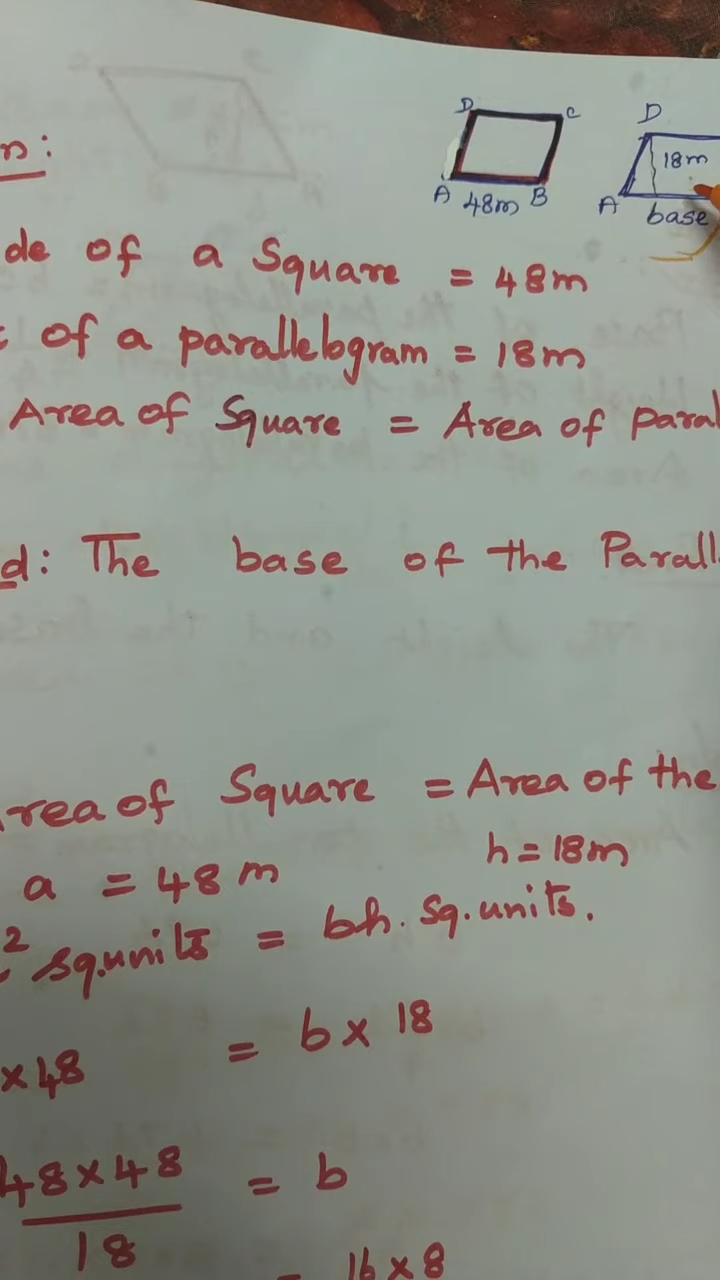 D C
A 48m B
D
18m
A base
n:
de of a Square = 48m
of a parallelogram = 18m
Area of Square = Area of paral
d: The base of the Parall
rea of Square = Area of the
a = 48m h = 18m
2 sq.units = bh. Sq.units.
×48 = b × 18
48×48 = b
18
= 16×8